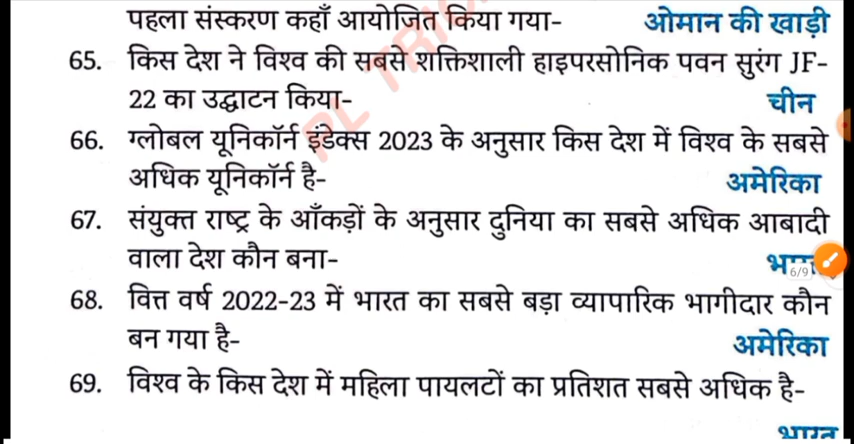 पहला संस्करण कहाँ आयोजित किया गया- ओमान की खाड़ी
65. किस देश ने विश्व की सबसे शक्तिशाली हाइपरसोनिक पवन सुरंग JF-
22 का उद्घाटन किया- चीन
66. ग्लोबल यूनिकॉर्न इंडेक्स 2023 के अनुसार किस देश में विश्व के सबसे
अधिक यूनिकॉर्न है- अमेरिका
67. संयुक्त राष्ट्र के आँकड़ों के अनुसार दुनिया का सबसे अधिक आबादी
वाला देश कौन बना-
6/9
68. वित्त वर्ष 2022-23 में भारत का सबसे बड़ा व्यापारिक भागीदार कौन
बन गया है- अमेरिका
69. विश्व के किस देश में महिला पायलटों का प्रतिशत सबसे अधिक है-
भारत